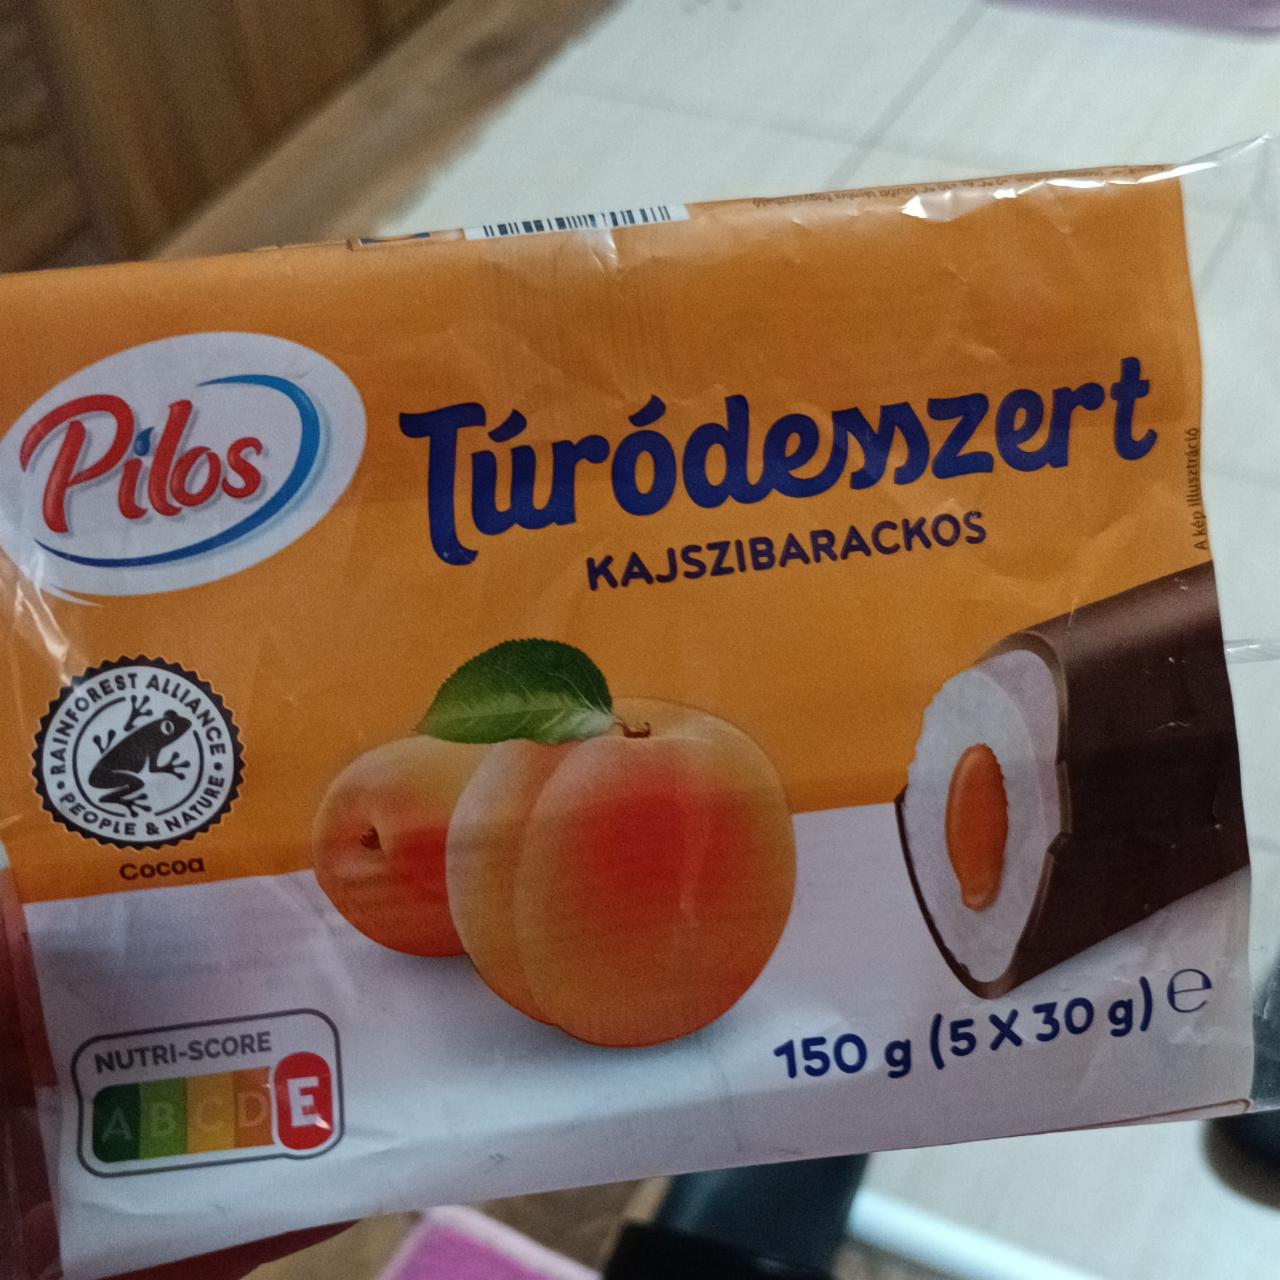 Pilos
Túródesszert
KAJSZIBARACKOS
A kép illusztráció
RAINFOREST ALLIANCE
PEOPLE & NATURE
Cocoa
NUTRI-SCORE
A B C D E
150 g (5 X 30 g) ℮